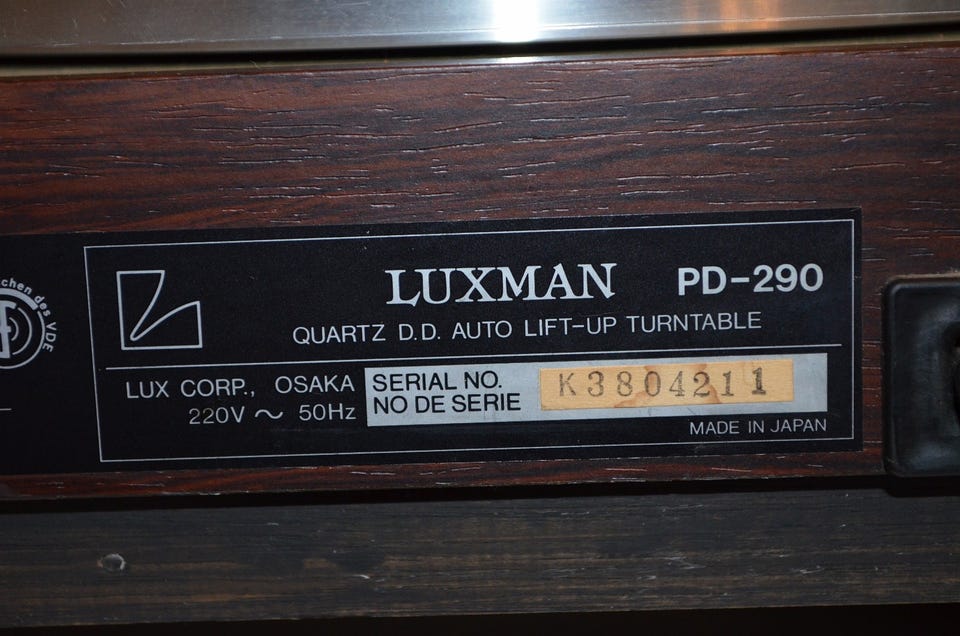 chen des VDE
LUXMAN PD-290
QUARTZ D.D. AUTO LIFT-UP TURNTABLE
LUX CORP., OSAKA
220V ~ 50Hz
SERIAL NO.
NO DE SERIE
K3804211
MADE IN JAPAN